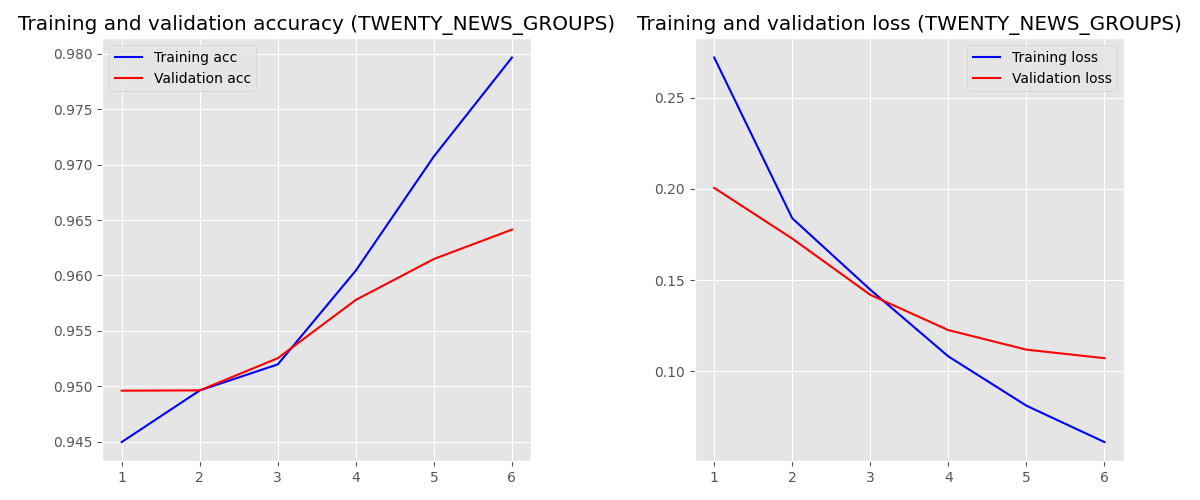 Training and validation accuracy (TWENTY_NEWS_GROUPS)
Training acc
Validation acc
0.980
0.975
0.970
0.965
0.960
0.955
0.950
0.945
1 2 3 4 5 6
Training and validation loss (TWENTY_NEWS_GROUPS)
Training loss
Validation loss
0.25
0.20
0.15
0.10
1 2 3 4 5 6